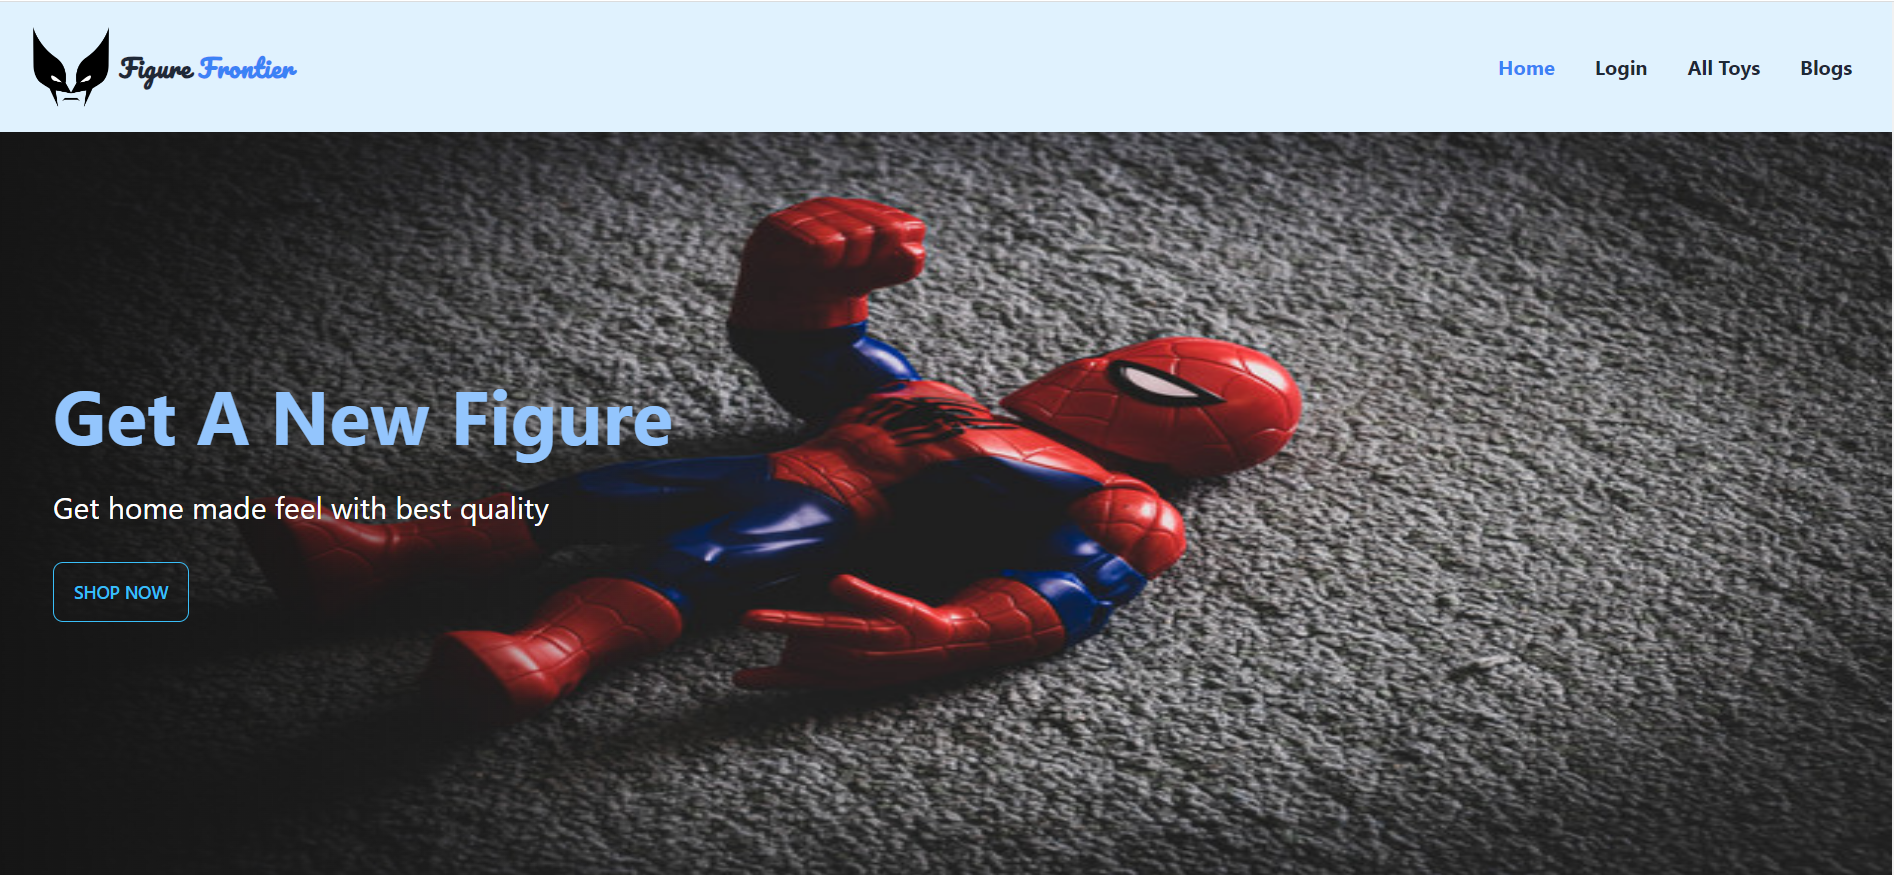 Figure Frontier
Home Login All Toys Blogs
Get A New Figure
Get home made feel with best quality
SHOP NOW